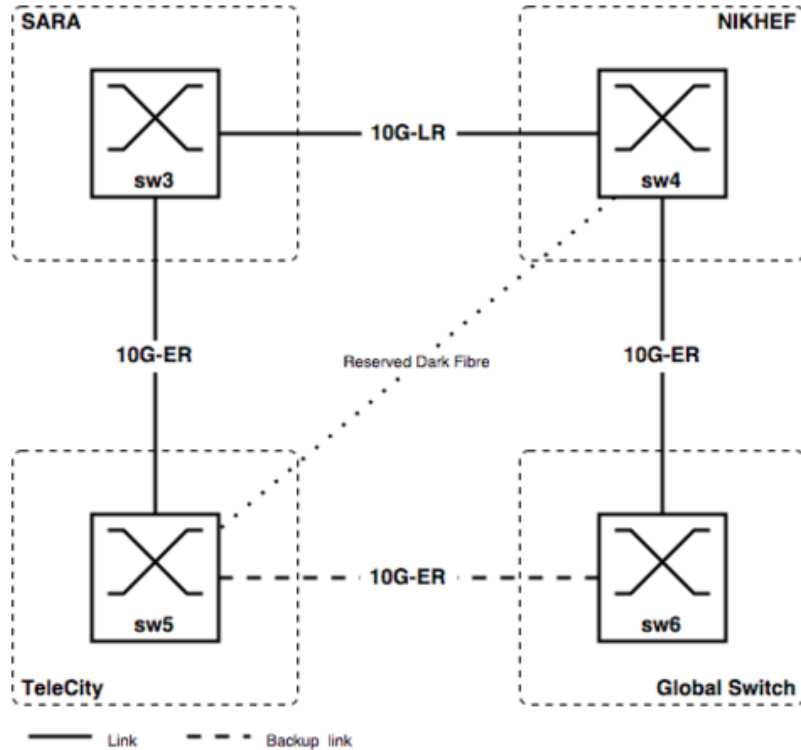 SARA
NIKHEF
sw3
10G-LR
sw4
10G-ER
Reserved Dark Fibre
10G-ER
sw5
10G-ER
sw6
TeleCity
Global Switch
Link
Backup link